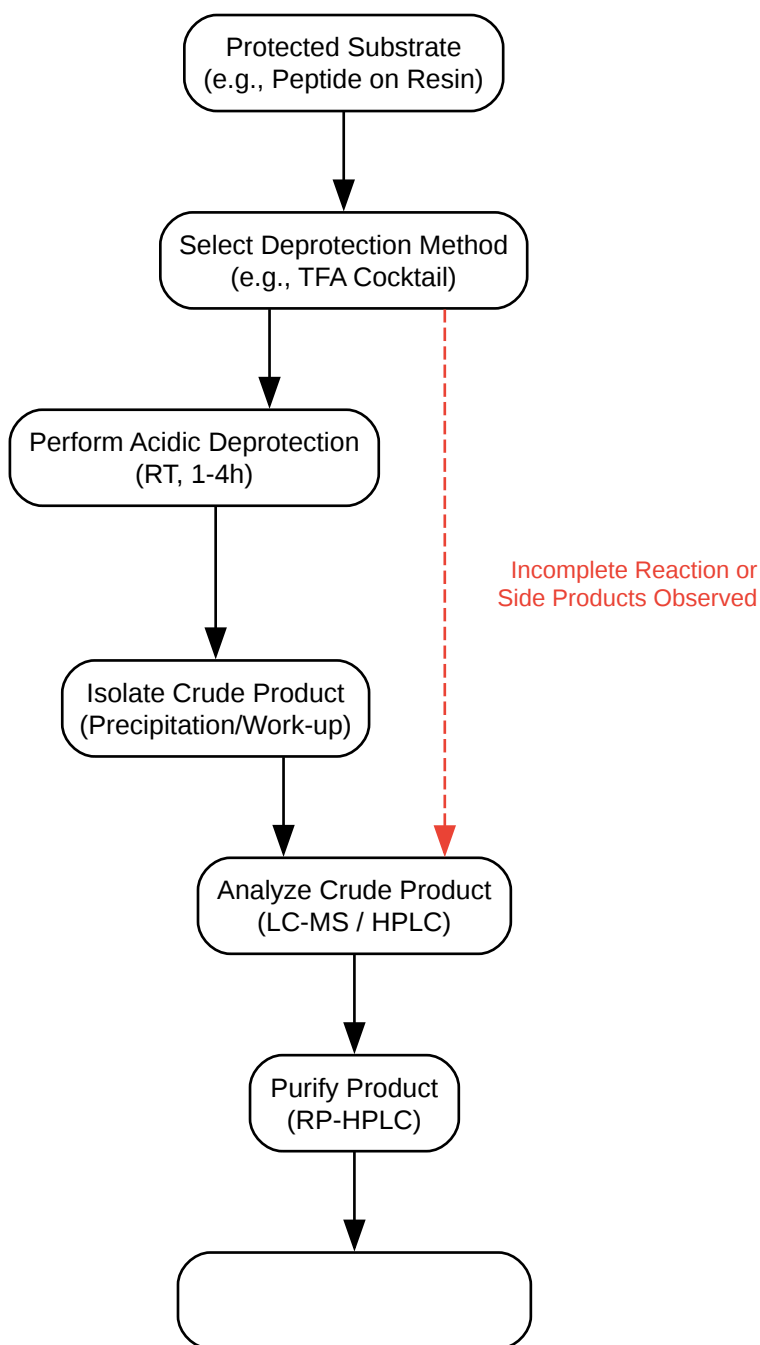 Protected Substrate
(e.g., Peptide on Resin)
Select Deprotection Method
(e.g., TFA Cocktail)
Perform Acidic Deprotection
(RT, 1-4h)
Incomplete Reaction or
Side Products Observed
Isolate Crude Product
(Precipitation/Work-up)
Analyze Crude Product
(LC-MS / HPLC)
Purify Product
(RP-HPLC)